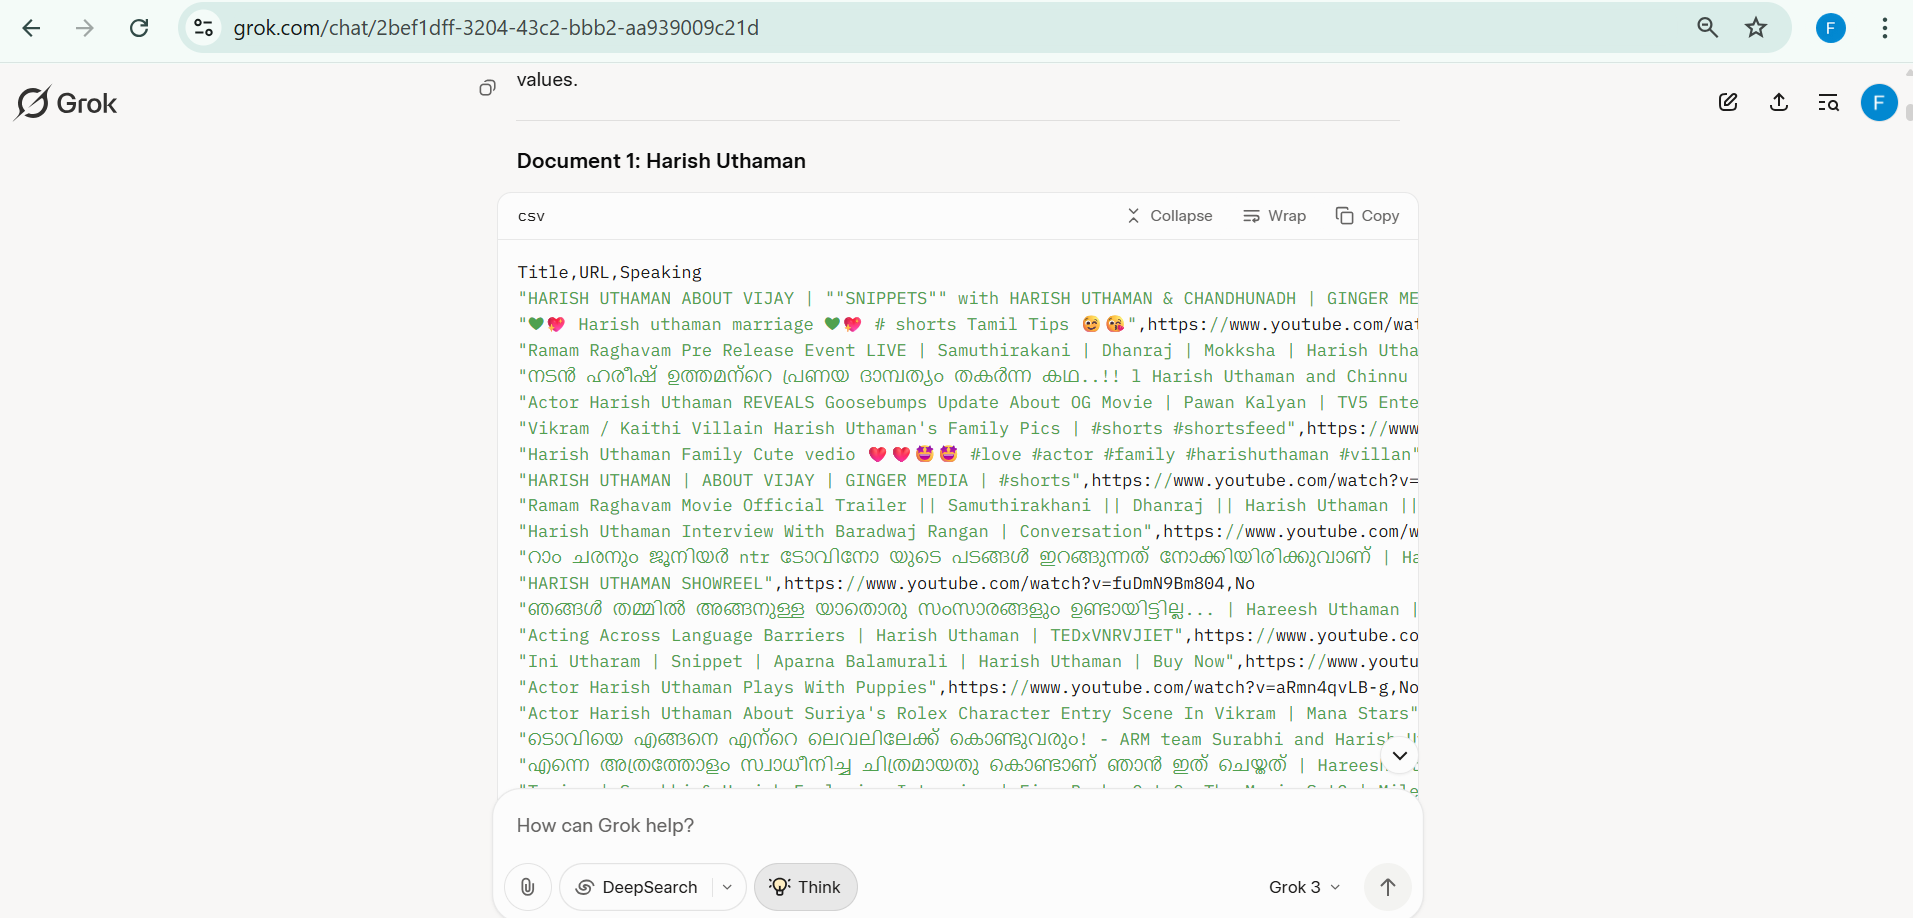 grok.com/chat/2bef1dff-3204-43c2-bbb2-aa939009c21d
F
Grok
values.
F
Document 1: Harish Uthaman
csv
Collapse
Wrap
Copy
Title,URL,Speaking
"HARISH UTHAMAN ABOUT VIJAY | ""SNIPPETS"" with HARISH UTHAMAN & CHANDHUNADH | GINGER ME
"💚💖 Harish uthaman marriage 💚💖 # shorts Tamil Tips 😊😘",https://www.youtube.com/wat
"Ramam Raghavam Pre Release Event LIVE | Samuthirakani | Dhanraj | Mokksha | Harish Utha
"നടൻ ഹരീഷ് ഉത്തമന്റെ പ്രണയ ദാമ്പത്യം തകർന്ന കഥ..!! l Harish Uthaman and Chinnu
"Actor Harish Uthaman REVEALS Goosebumps Update About OG Movie | Pawan Kalyan | TV5 Ente
"Vikram / Kaithi Villain Harish Uthaman's Family Pics | #shorts #shortsfeed",https://www
"Harish Uthaman Family Cute vedio ❤️❤️🤩🤩 #love #actor #family #harishuthaman #villan"
"HARISH UTHAMAN | ABOUT VIJAY | GINGER MEDIA | #shorts",https://www.youtube.com/watch?v=
"Ramam Raghavam Movie Official Trailer || Samuthirakhani || Dhanraj || Harish Uthaman ||
"Harish Uthaman Interview With Baradwaj Rangan | Conversation",https://www.youtube.com/w
"റാം ചരനും ജൂനിയർ ntr ടോവിനോ യുടെ പടങ്ങൾ ഇറങ്ങുന്നത് നോക്കിയിരിക്കുവാണ് | Ha
"HARISH UTHAMAN SHOWREEL",https://www.youtube.com/watch?v=fuDmN9Bm804,No
"ഞങ്ങൾ തമ്മിൽ അങ്ങനുള്ള യാതൊരു സംസാരങ്ങളും ഉണ്ടായിട്ടില്ല... | Hareesh Uthaman |
"Acting Across Language Barriers | Harish Uthaman | TEDxVNRVJIET",https://www.youtube.co
"Ini Utharam | Snippet | Aparna Balamurali | Harish Uthaman | Buy Now",https://www.youtu
"Actor Harish Uthaman Plays With Puppies",https://www.youtube.com/watch?v=aRmn4qvLB-g,No
"Actor Harish Uthaman About Suriya's Rolex Character Entry Scene In Vikram | Mana Stars"
"ടൊവിയെ എങ്ങനെ എന്റെ ലെവലിലേക്ക് കൊണ്ടുവരും! - ARM team Surabhi and Harish
"എന്നെ അത്രത്തോളം സ്വാധീനിച്ച ചിത്രമായതു കൊണ്ടാണ് ഞാൻ ഇത് ചെയ്തത് | Harees
How can Grok help?
DeepSearch
Think
Grok 3